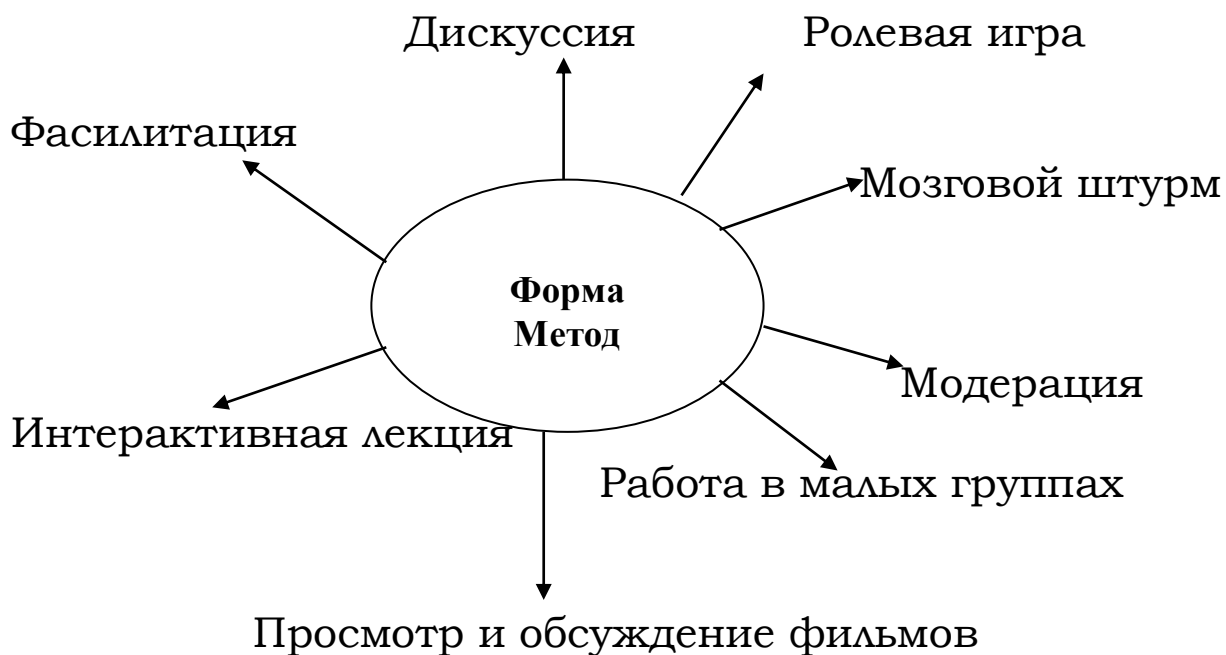 Дискуссия
Ролевая игра
Фасилитация
Мозговой штурм
Форма
Метод
Модерация
Интерактивная лекция
Работа в малых группах
Просмотр и обсуждение фильмов